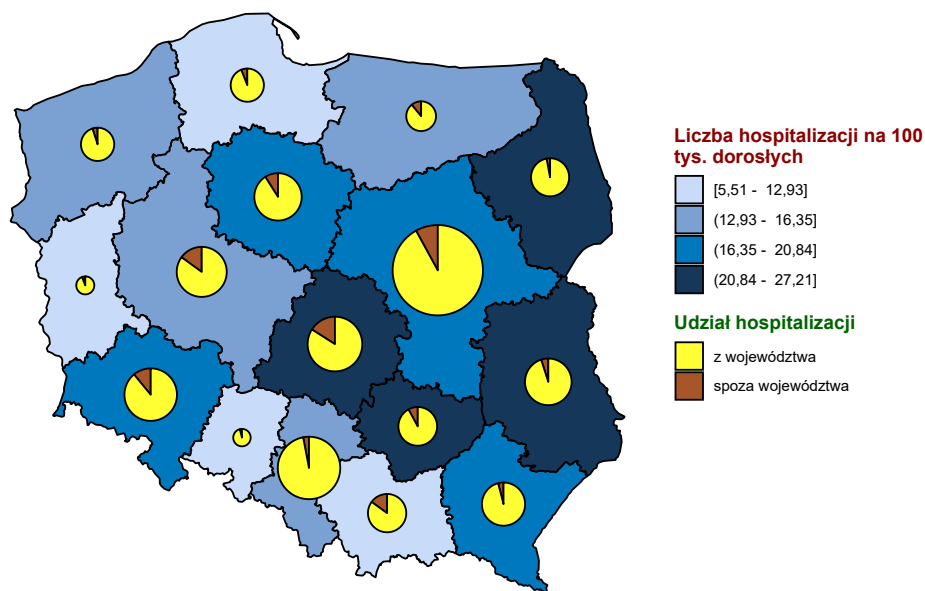 Liczba hospitalizacji na 100
tys. dorosłych
[5,51 - 12,93]
(12,93 - 16,35]
(16,35 - 20,84]
(20,84 - 27,21]
Udział hospitalizacji
z województwa
spoza województwa